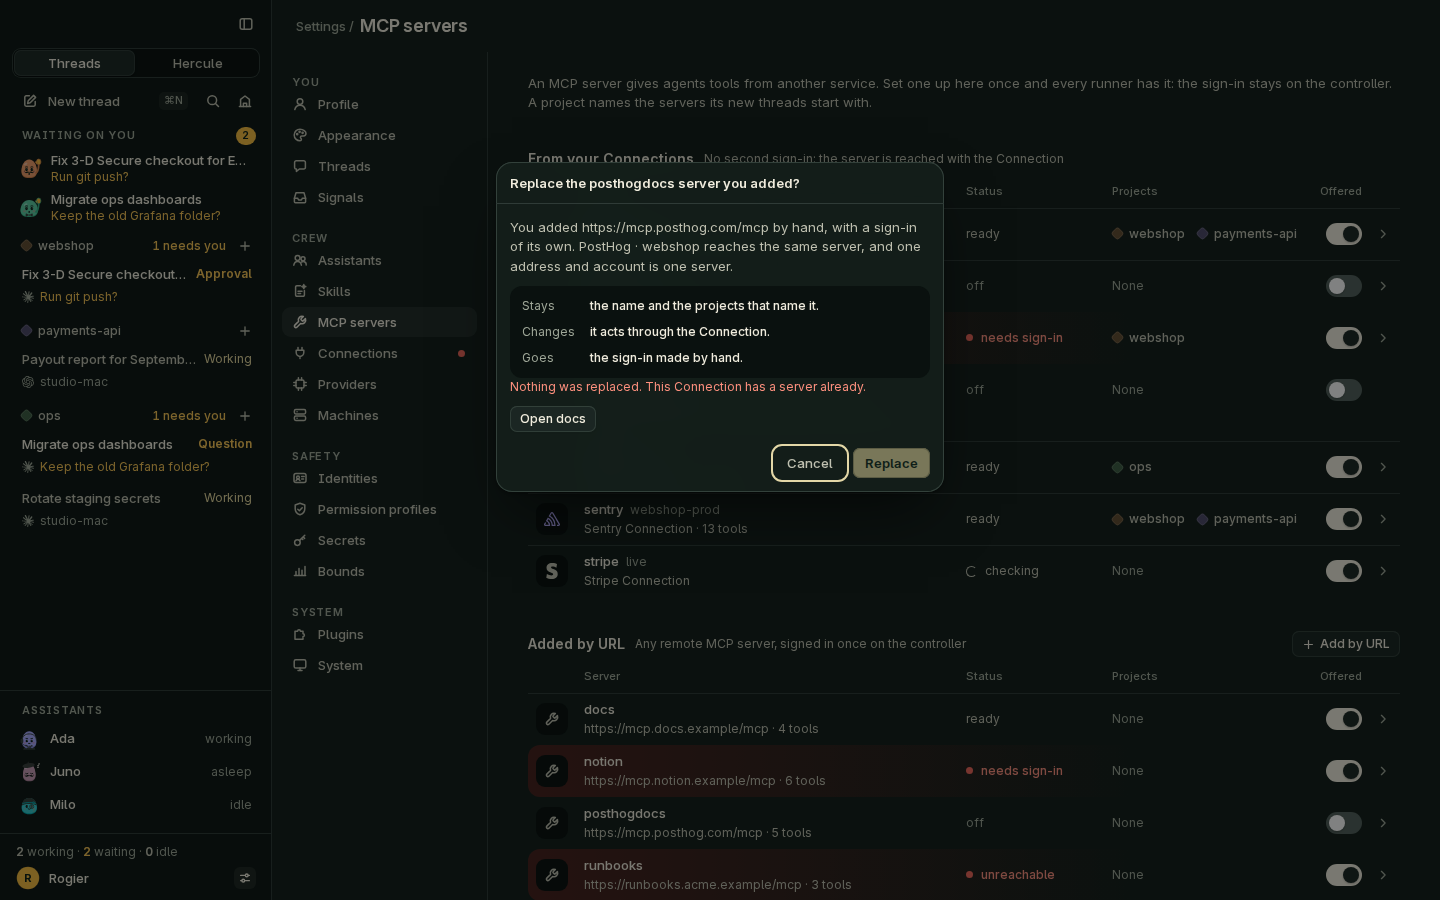 Threads
Hercule
New thread
⌘N
WAITING ON YOU
2
Fix 3-D Secure checkout for E...
Run git push?
Migrate ops dashboards
Keep the old Grafana folder?
webshop
1 needs you
Fix 3-D Secure checkout...
Approval
Run git push?
payments-api
Payout report for Septemb...
Working
studio-mac
ops
1 needs you
Migrate ops dashboards
Question
Keep the old Grafana folder?
Rotate staging secrets
Working
studio-mac
ASSISTANTS
Ada
working
Juno
asleep
Milo
idle
2 working · 2 waiting · 0 idle
R
Rogier
Settings / MCP servers
YOU
Profile
Appearance
Threads
Signals
CREW
Assistants
Skills
MCP servers
Connections
Providers
Machines
SAFETY
Identities
Permission profiles
Secrets
Bounds
SYSTEM
Plugins
System
An MCP server gives agents tools from another service. Set one up here once and every runner has it: the sign-in stays on the controller.
A project names the servers its new threads start with.
From your Connections No second sign-in: the server is reached with the Connection
Status
Projects
Offered
ready
webshop
payments-api
off
None
needs sign-in
webshop
off
None
ready
ops
sentry webshop-prod
Sentry Connection · 13 tools
ready
webshop
payments-api
stripe live
Stripe Connection
checking
None
Replace the posthogdocs server you added?
You added https://mcp.posthog.com/mcp by hand, with a sign-in
of its own. PostHog · webshop reaches the same server, and one
address and account is one server.
Stays the name and the projects that name it.
Changes it acts through the Connection.
Goes the sign-in made by hand.
Nothing was replaced. This Connection has a server already.
Open docs
Cancel
Replace
Added by URL Any remote MCP server, signed in once on the controller
Add by URL
Server
Status
Projects
Offered
docs
https://mcp.docs.example/mcp · 4 tools
ready
None
notion
https://mcp.notion.example/mcp · 6 tools
needs sign-in
None
posthogdocs
https://mcp.posthog.com/mcp · 5 tools
off
None
runbooks
https://runbooks.acme.example/mcp · 3 tools
unreachable
None